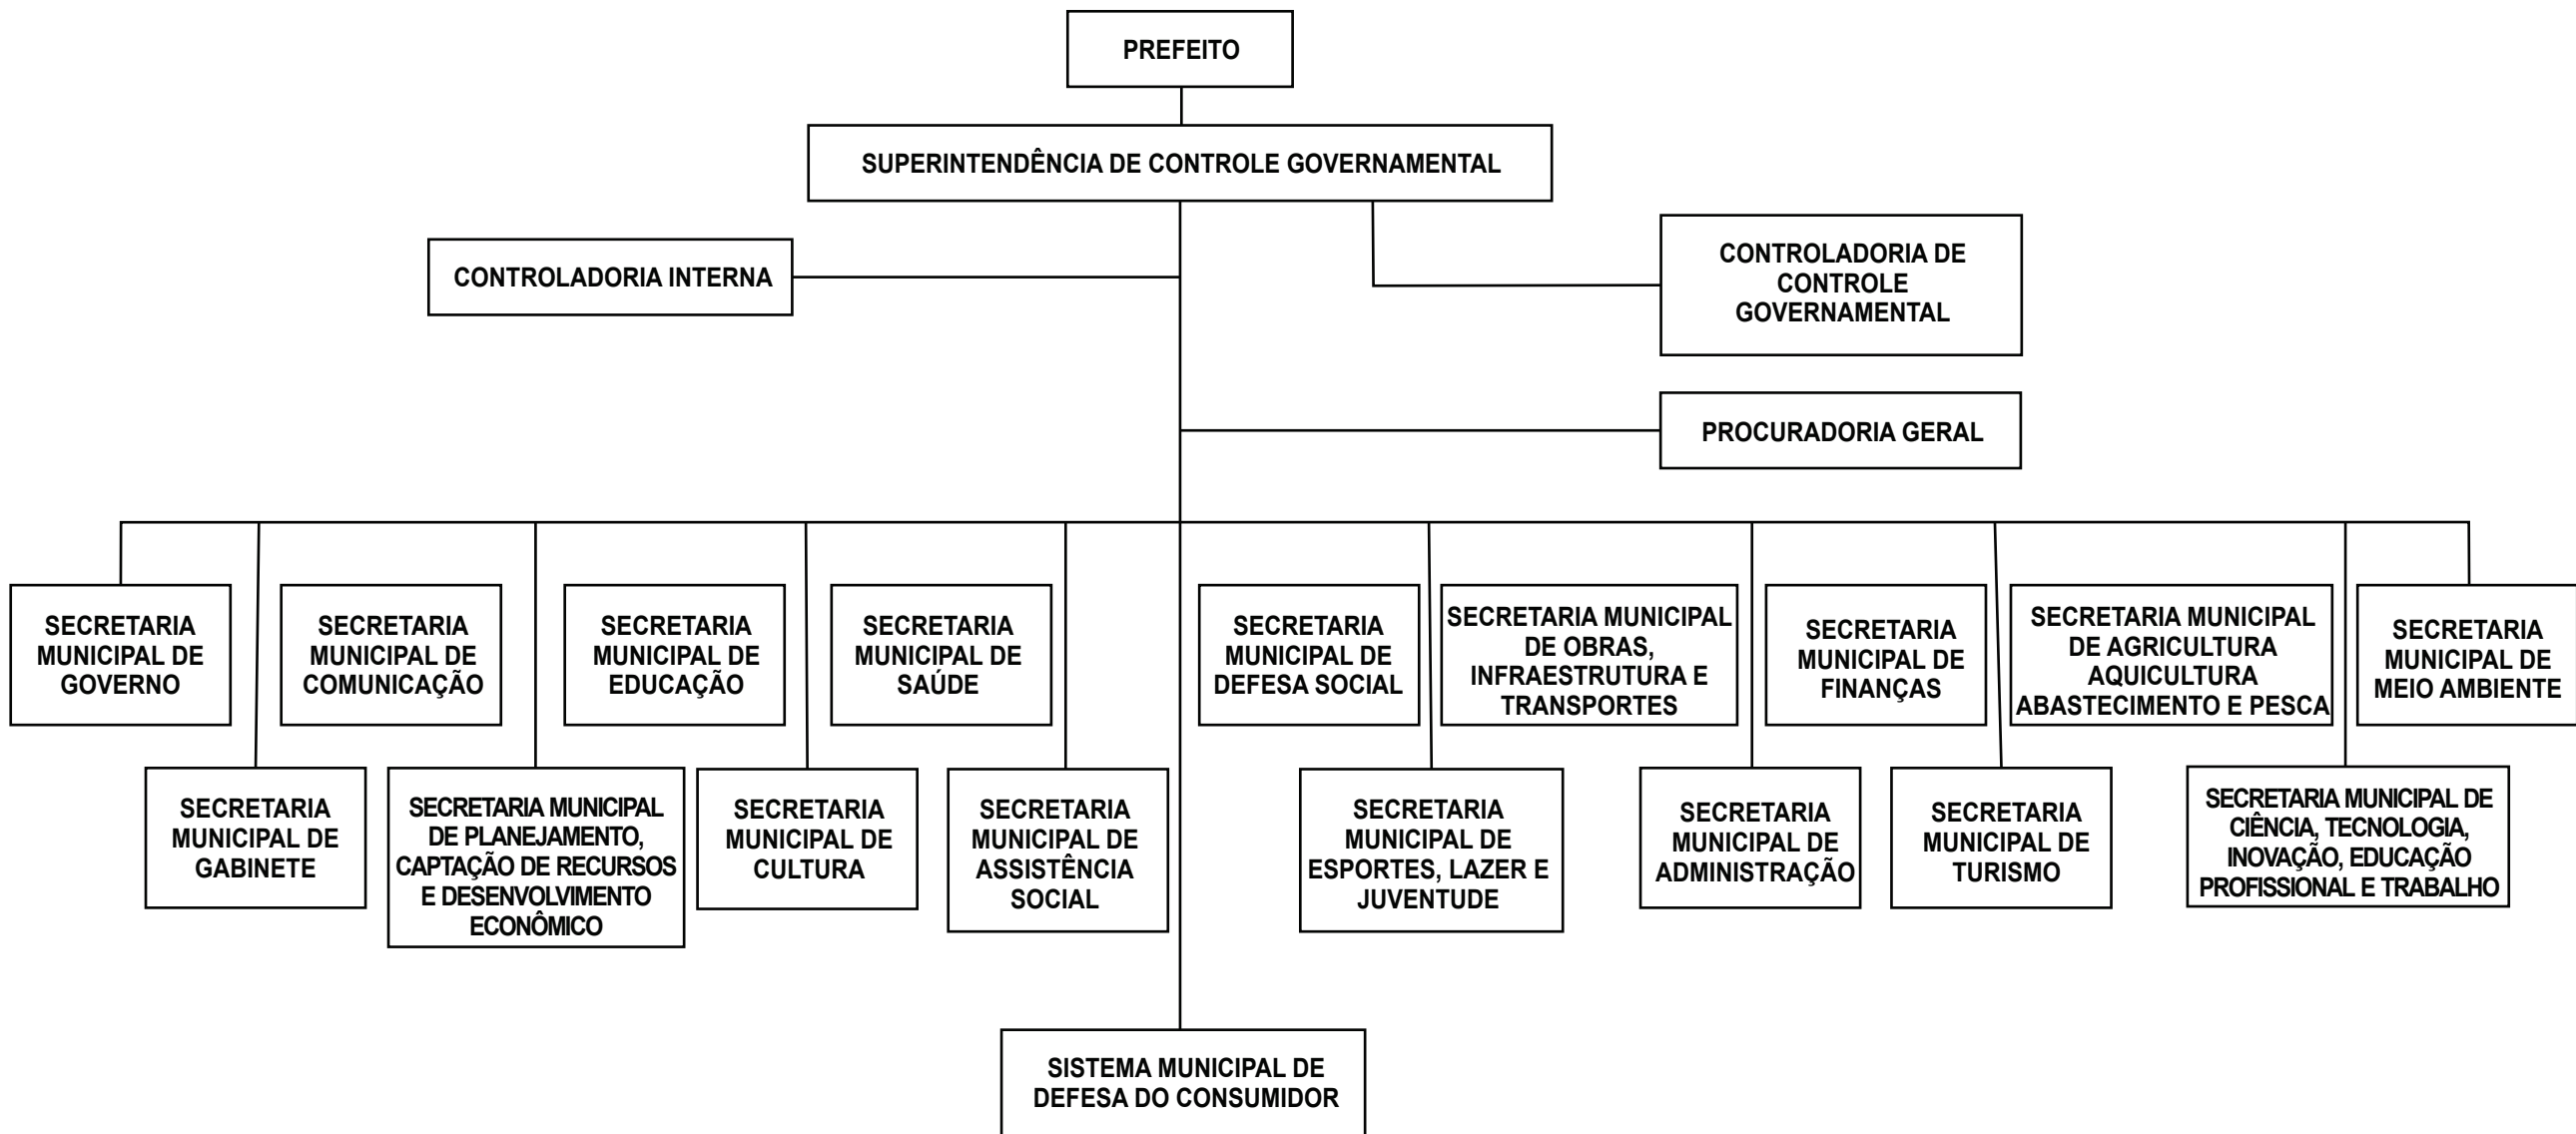 PREFEITO
SUPERINTENDÊNCIA DE CONTROLE GOVERNAMENTAL
CONTROLADORIA INTERNA
CONTROLADORIA DE
CONTROLE
GOVERNAMENTAL
PROCURADORIA GERAL
SECRETARIA
MUNICIPAL DE
GOVERNO
SECRETARIA
MUNICIPAL DE
COMUNICAÇÃO
SECRETARIA
MUNICIPAL DE
EDUCAÇÃO
SECRETARIA
MUNICIPAL DE
SAÚDE
SECRETARIA
MUNICIPAL DE
DEFESA SOCIAL
SECRETARIA MUNICIPAL
DE OBRAS,
INFRAESTRUTURA E
TRANSPORTES
SECRETARIA
MUNICIPAL DE
FINANÇAS
SECRETARIA MUNICIPAL
DE AGRICULTURA
AQUICULTURA
ABASTECIMENTO E PESCA
SECRETARIA
MUNICIPAL DE
MEIO AMBIENTE
SECRETARIA
MUNICIPAL DE
GABINETE
SECRETARIA MUNICIPAL
DE PLANEJAMENTO,
CAPTAÇÃO DE RECURSOS
E DESENVOLVIMENTO
ECONÔMICO
SECRETARIA
MUNICIPAL DE
CULTURA
SECRETARIA
MUNICIPAL DE
ASSISTÊNCIA
SOCIAL
SECRETARIA
MUNICIPAL DE
ESPORTES, LAZER E
JUVENTUDE
SECRETARIA
MUNICIPAL DE
ADMINISTRAÇÃO
SECRETARIA
MUNICIPAL DE
TURISMO
SECRETARIA MUNICIPAL DE
CIÊNCIA, TECNOLOGIA,
INOVAÇÃO, EDUCAÇÃO
PROFISSIONAL E TRABALHO
SISTEMA MUNICIPAL DE
DEFESA DO CONSUMIDOR